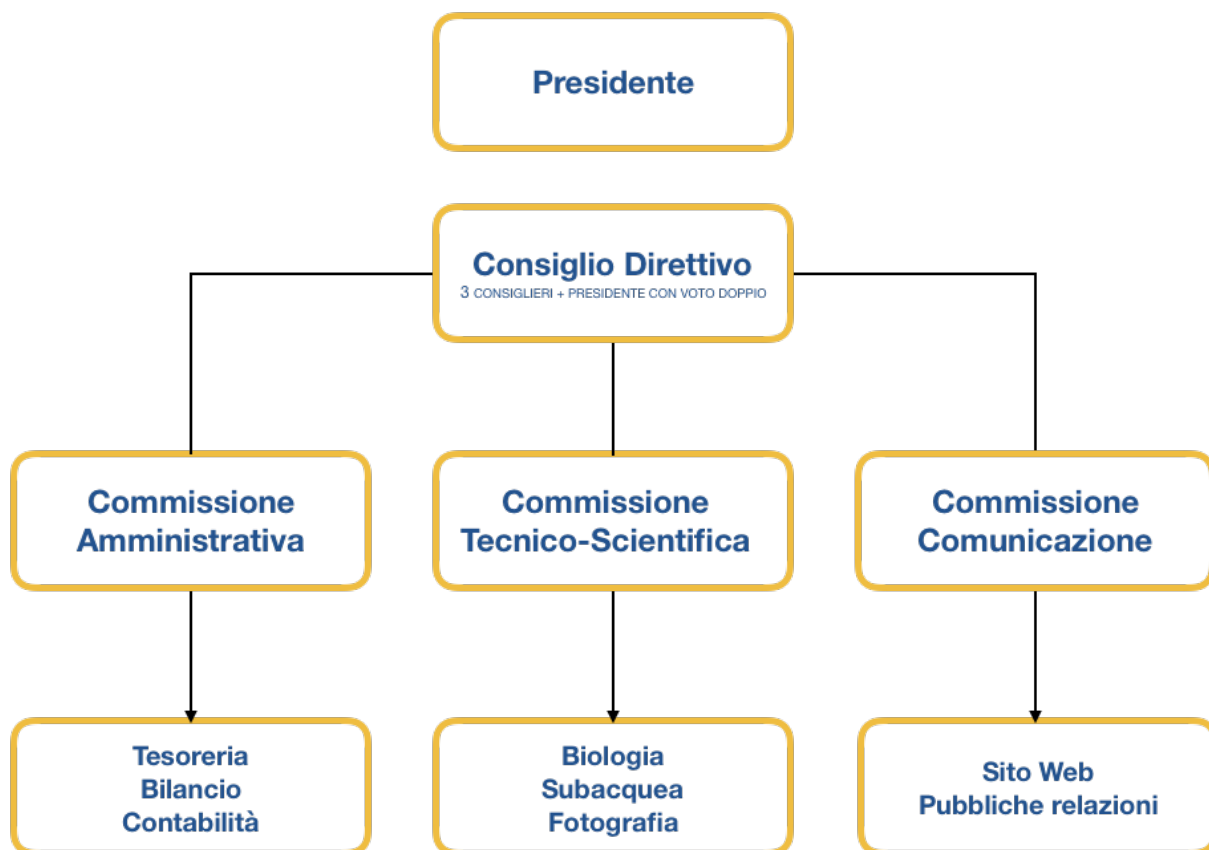 Presidente
Consiglio Direttivo
3 CONSIGLIERI + PRESIDENTE CON VOTO DOPPIO
Commissione
Amministrativa
Commissione
Tecnico-Scientifica
Commissione
Comunicazione
Tesoreria
Bilancio
Contabilità
Biologia
Subacquea
Fotografia
Sito Web
Pubbliche relazioni